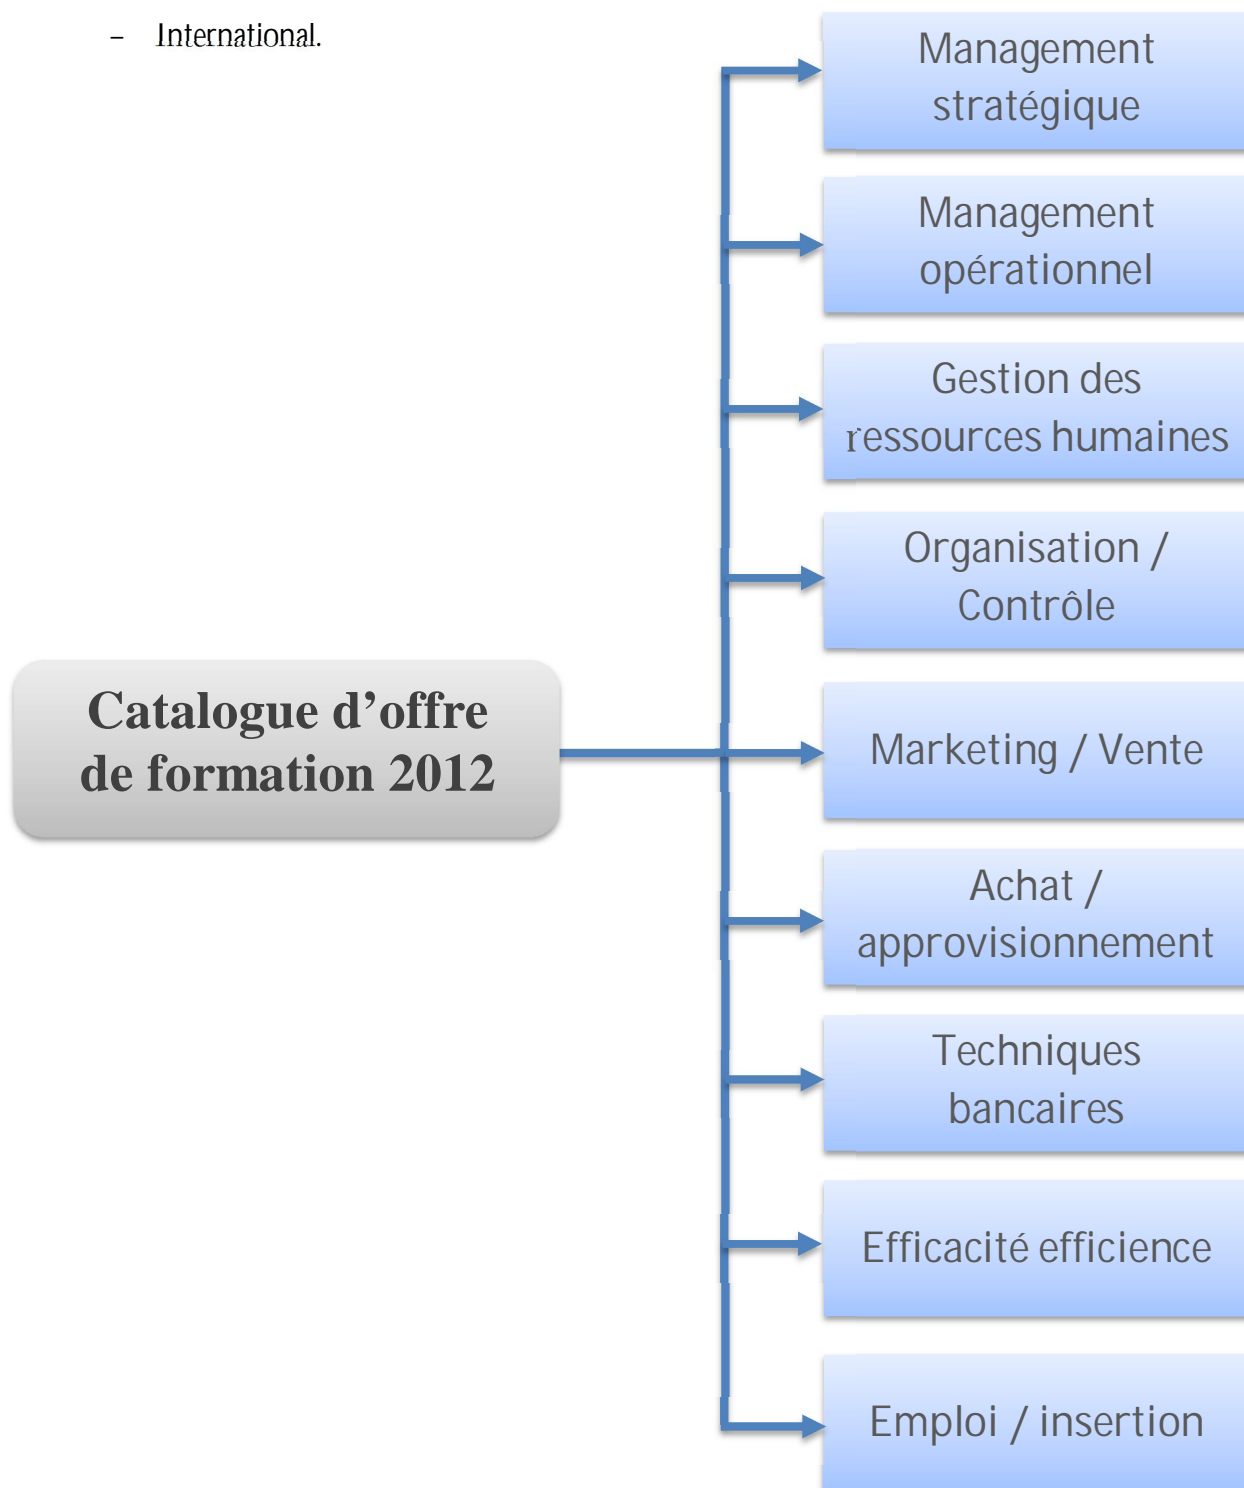 – International.
Management
stratégique
Management
opérationnel
Gestion des
ressources humaines
Organisation /
Contrôle
Catalogue d’offre
de formation 2012
Marketing / Vente
Achat /
approvisionnement
Techniques
bancaires
Efficacité efficience
Emploi / insertion